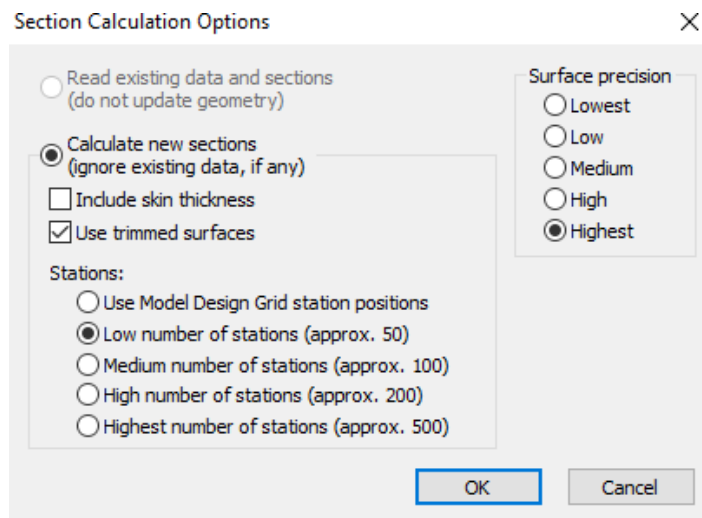 Section Calculation Options
Read existing data and sections
(do not update geometry)
Calculate new sections
(ignore existing data, if any)
Include skin thickness
Use trimmed surfaces
Stations:
Use Model Design Grid station positions
Low number of stations (approx. 50)
Medium number of stations (approx. 100)
High number of stations (approx. 200)
Highest number of stations (approx. 500)
Surface precision
Lowest
Low
Medium
High
Highest
OK
Cancel